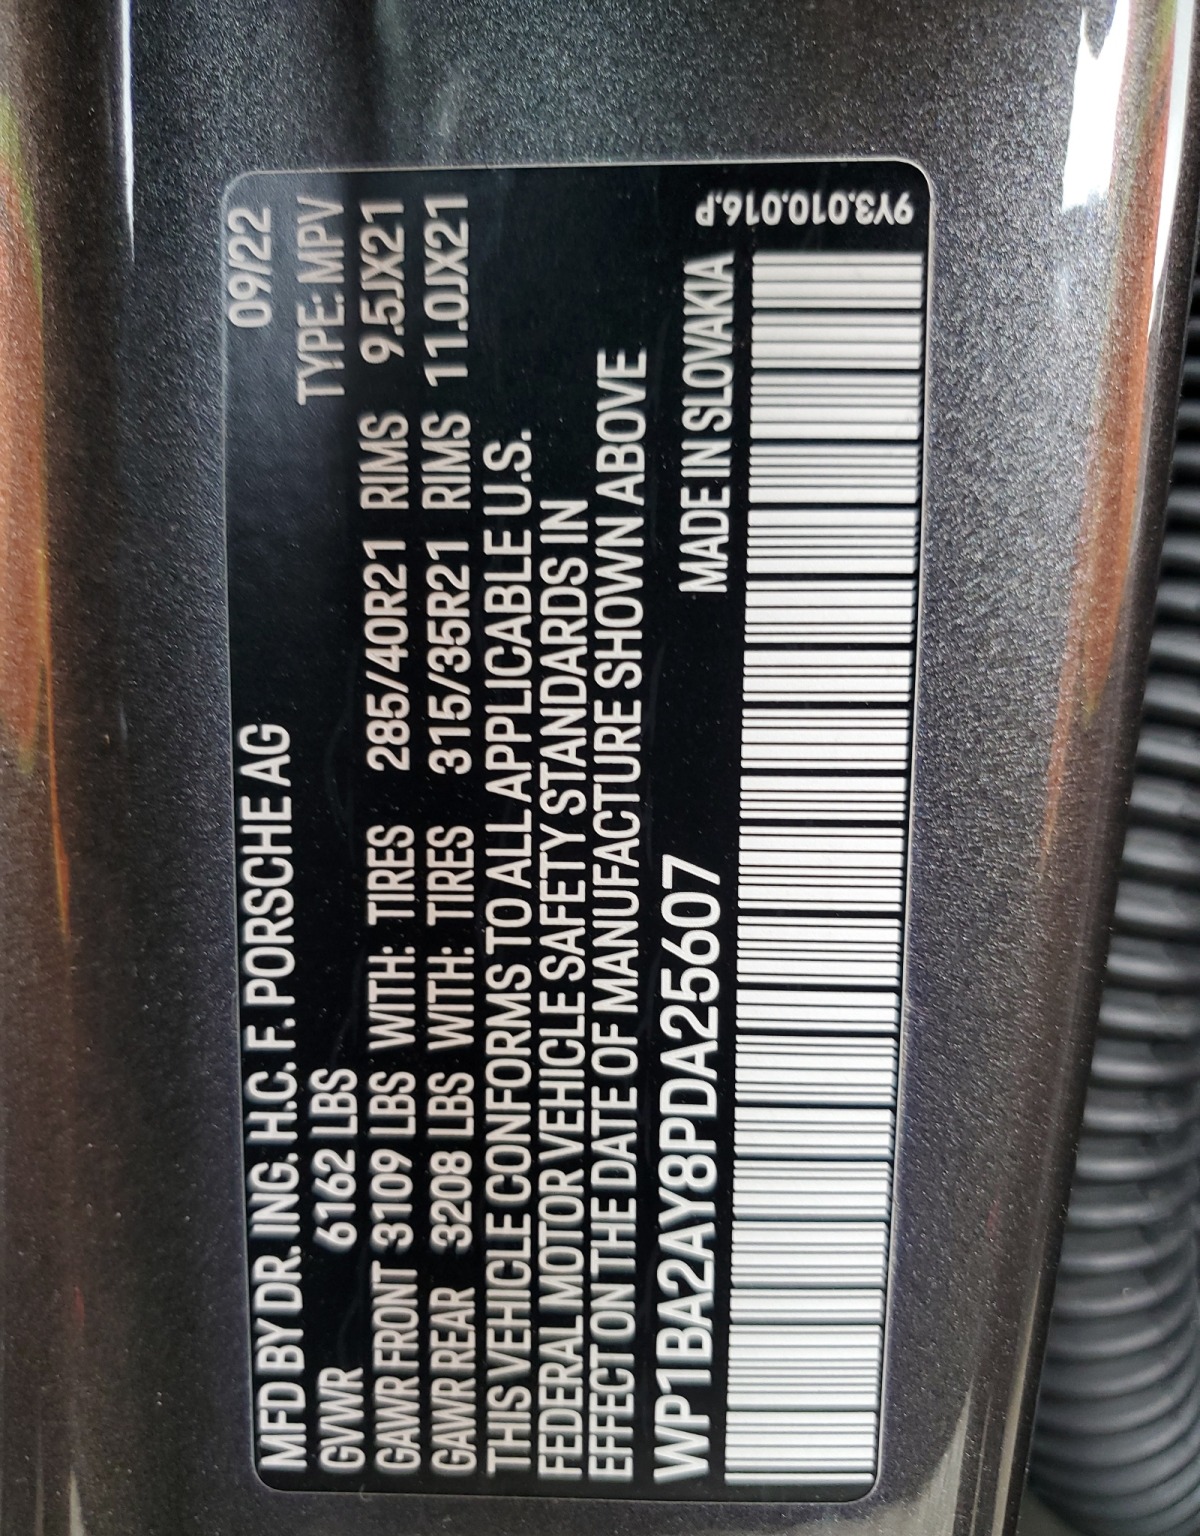 MFD BY DR. ING. H.C. F. PORSCHE AG 09/22
GVWR 6162 LBS TYPE: MPV
GAWR FRONT 3109 LBS WITH: TIRES 285/40R21 RIMS 9.5JX21
GAWR REAR 3208 LBS WITH: TIRES 315/35R21 RIMS 11.0JX21
THIS VEHICLE CONFORMS TO ALL APPLICABLE U.S.
FEDERAL MOTOR VEHICLE SAFETY STANDARDS IN
EFFECT ON THE DATE OF MANUFACTURE SHOWN ABOVE
WP1BA2AY8PDA25607 MADE IN SLOVAKIA
9Y3.010.016.P